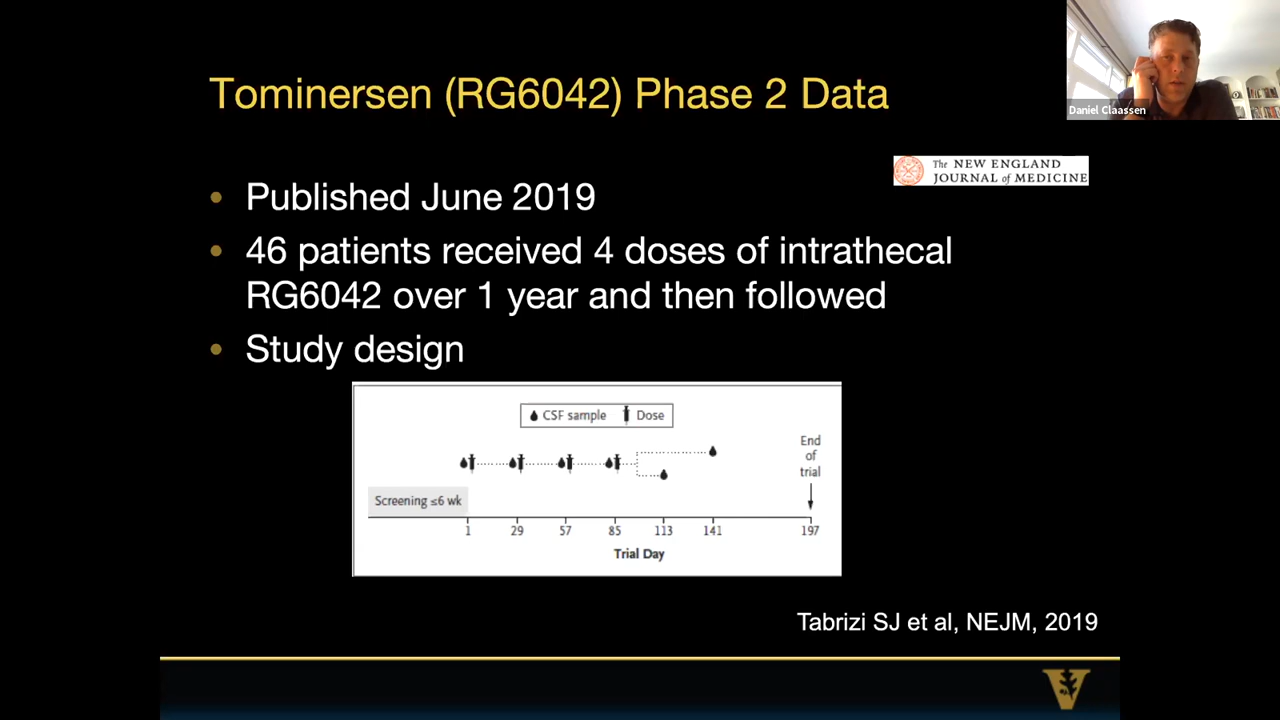 Tominersen (RG6042) Phase 2 Data
Daniel Claassen
The NEW ENGLAND
JOURNAL of MEDICINE
• Published June 2019
• 46 patients received 4 doses of intrathecal
RG6042 over 1 year and then followed
• Study design
CSF sample Dose
End
of
trial
Screening ≤6 wk
1 29 57 85 113 141 197
Trial Day
Tabrizi SJ et al, NEJM, 2019
V